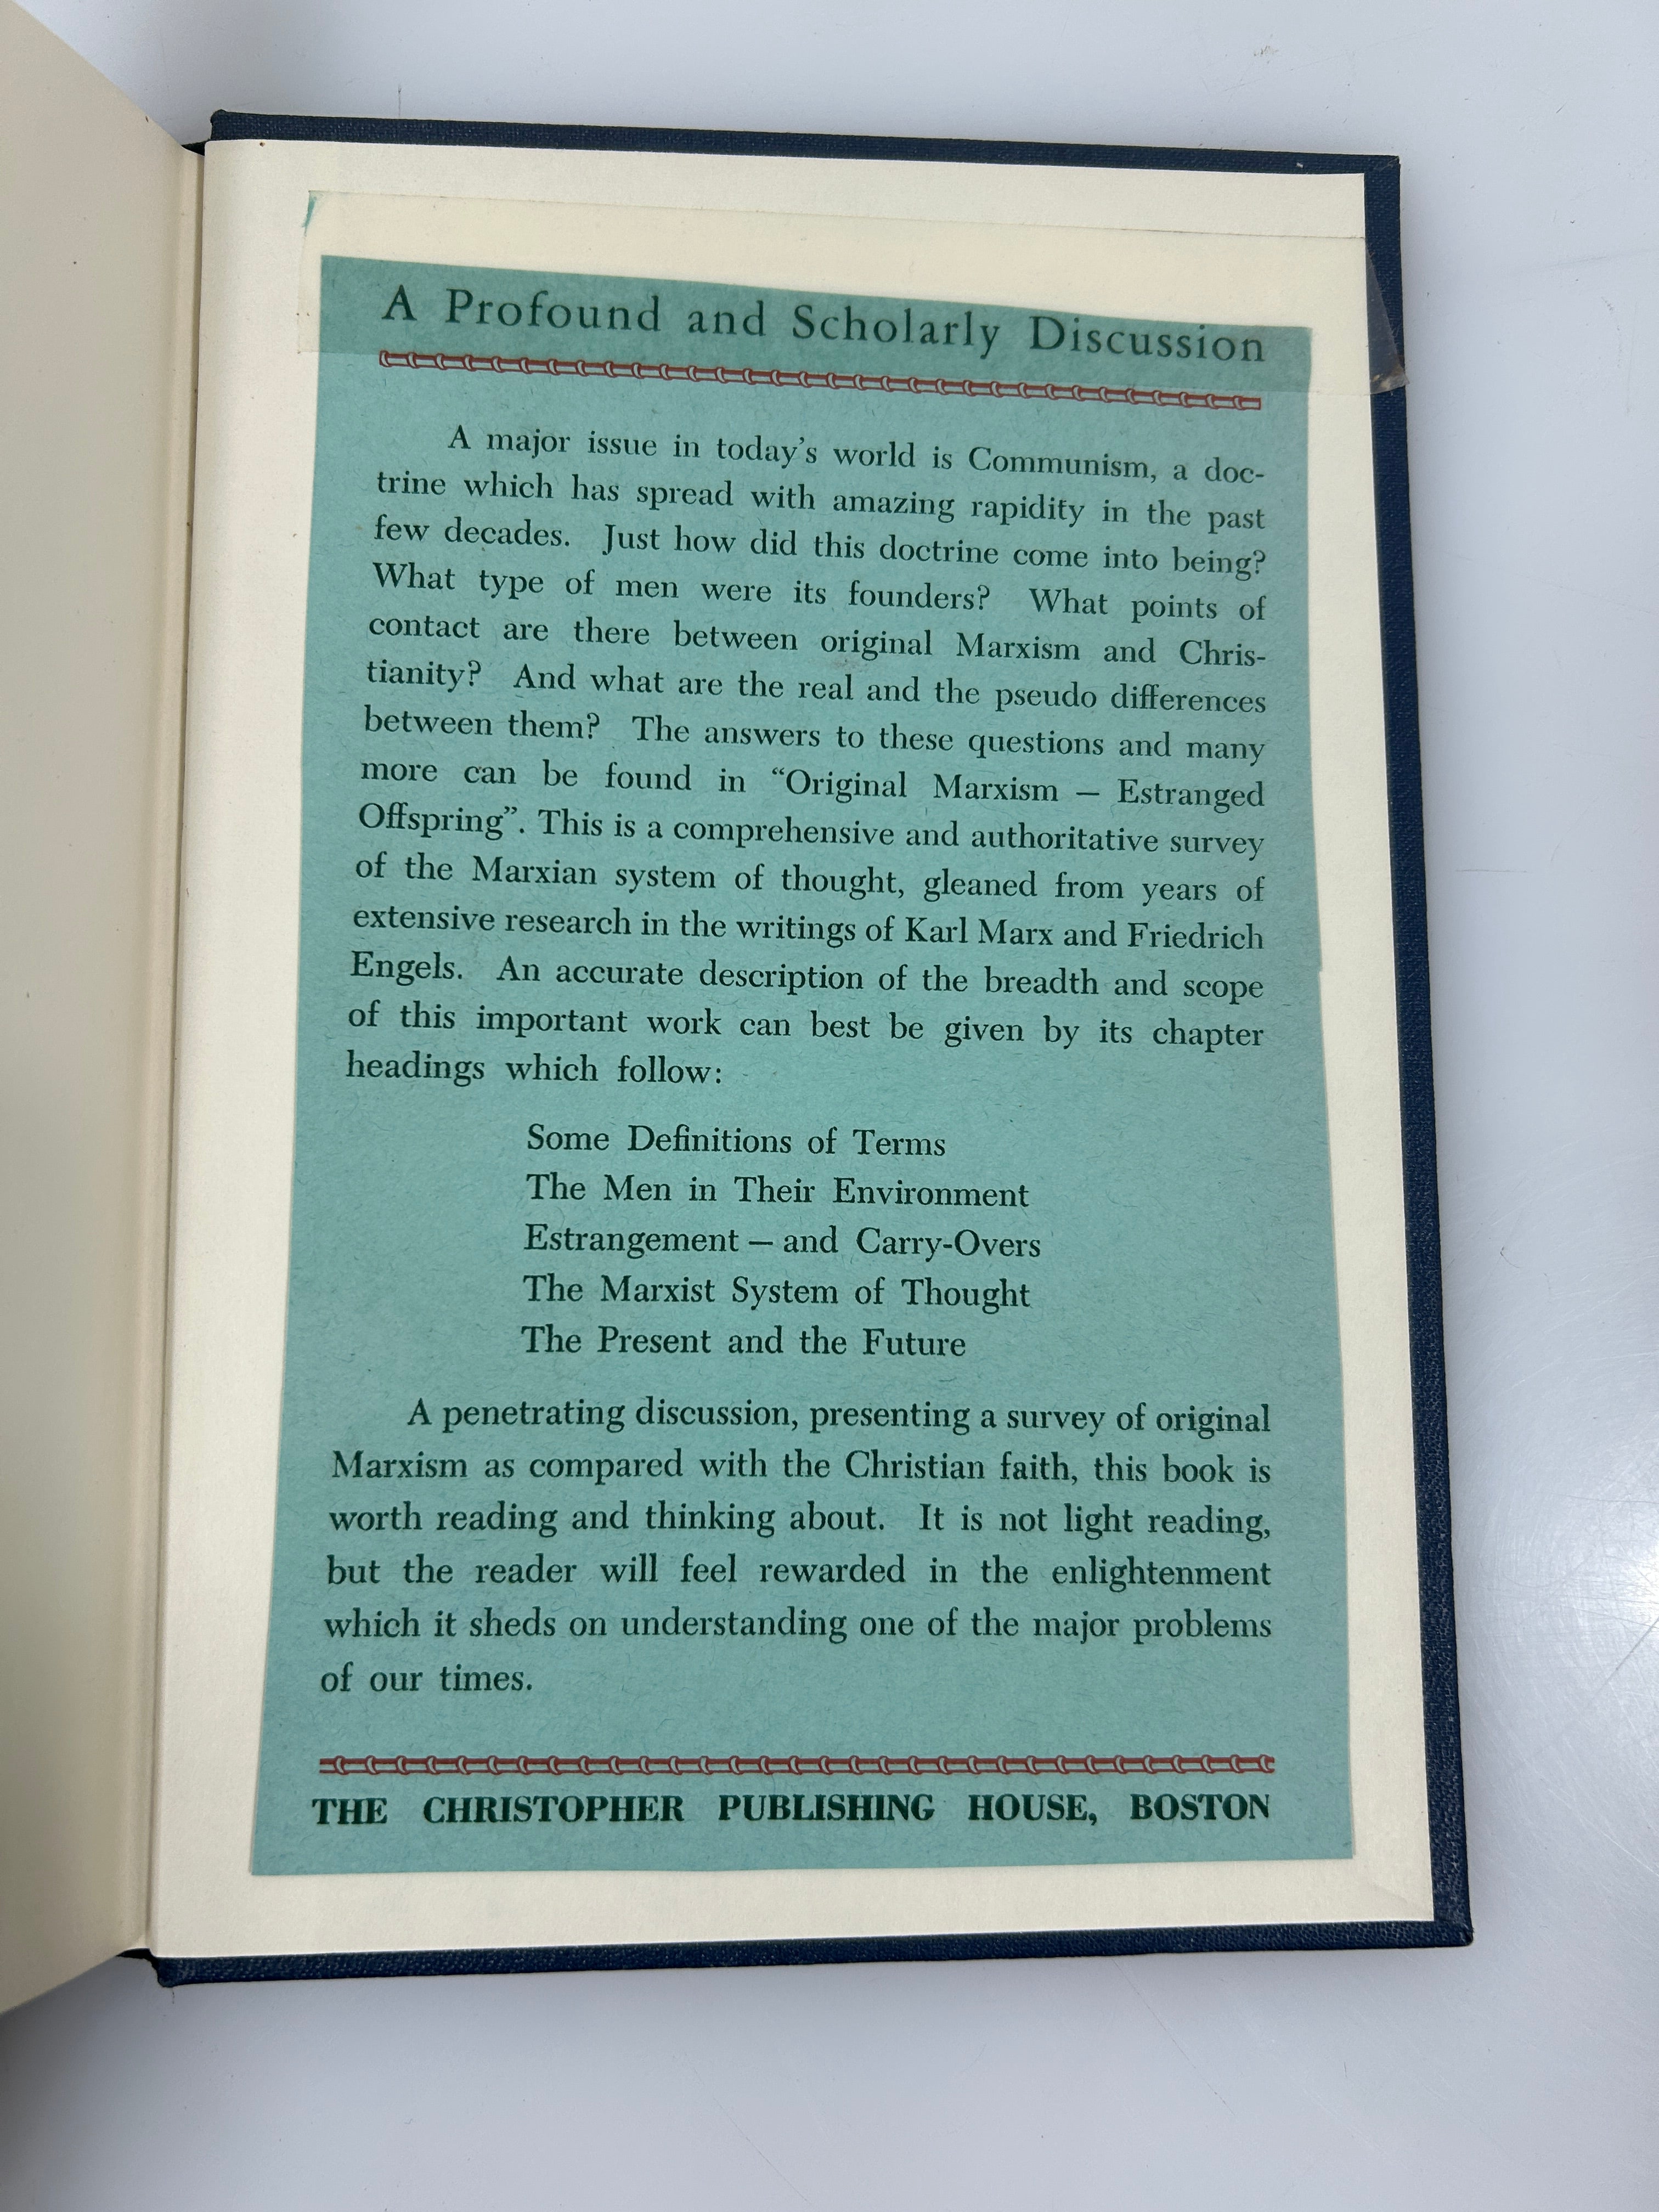 A Profound and Scholarly Discussion
A major issue in today's world is Communism, a doc-
trine which has spread with amazing rapidity in the past
few decades. Just how did this doctrine come into being?
What type of men were its founders? What points of
contact are there between original Marxism and Chris-
tianity? And what are the real and the pseudo differences
between them? The answers to these questions and many
more can be found in “Original Marxism — Estranged
Offspring”. This is a comprehensive and authoritative survey
of the Marxian system of thought, gleaned from years of
extensive research in the writings of Karl Marx and Friedrich
Engels. An accurate description of the breadth and scope
of this important work can best be given by its chapter
headings which follow:
Some Definitions of Terms
The Men in Their Environment
Estrangement — and Carry-Overs
The Marxist System of Thought
The Present and the Future
A penetrating discussion, presenting a survey of original
Marxism as compared with the Christian faith, this book is
worth reading and thinking about. It is not light reading,
but the reader will feel rewarded in the enlightenment
which it sheds on understanding one of the major problems
of our times.
THE CHRISTOPHER PUBLISHING HOUSE, BOSTON